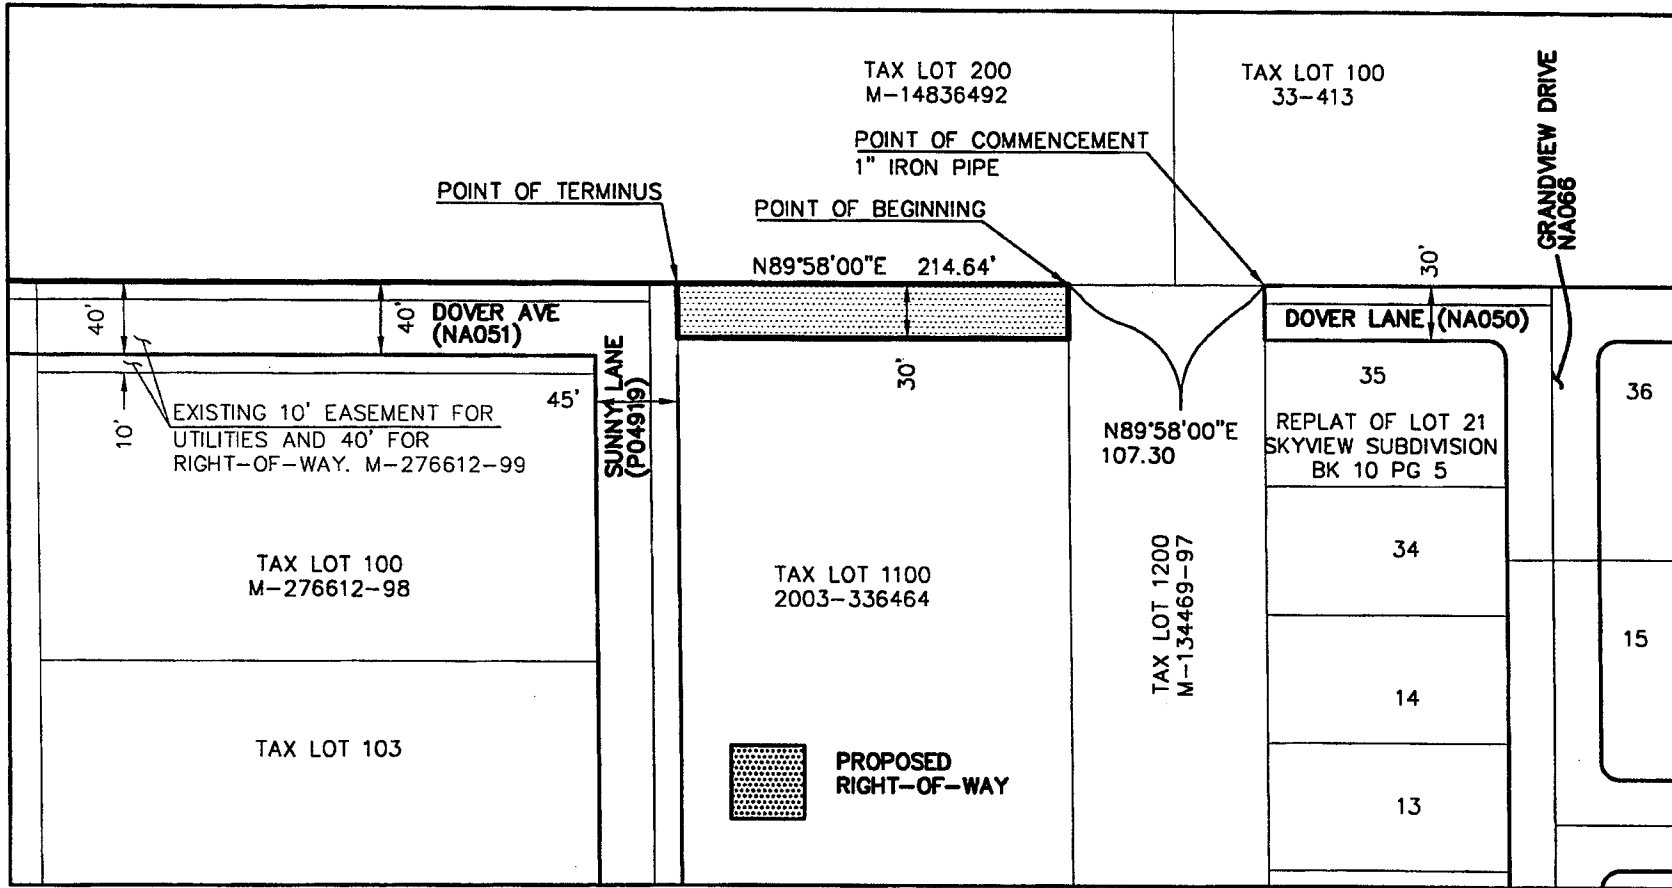 TAX LOT 200
M-14836492
TAX LOT 100
33-413
GRANDVIEW DRIVE
NA066
POINT OF COMMENCEMENT
1" IRON PIPE
POINT OF TERMINUS
POINT OF BEGINNING
N89°58'00"E 214.64'
30'
40'
40'
DOVER AVE
(NA051)
DOVER LANE (NA050)
30'
SUNNY LANE
(P04919)
45'
10'
EXISTING 10' EASEMENT FOR
UTILITIES AND 40' FOR
RIGHT-OF-WAY. M-276612-99
N89°58'00"E
107.30
35
REPLAT OF LOT 21
SKYVIEW SUBDIVISION
BK 10 PG 5
36
34
TAX LOT 100
M-276612-98
TAX LOT 1100
2003-336464
TAX LOT 1200
M-134469-97
15
14
TAX LOT 103
PROPOSED
RIGHT-OF-WAY
13